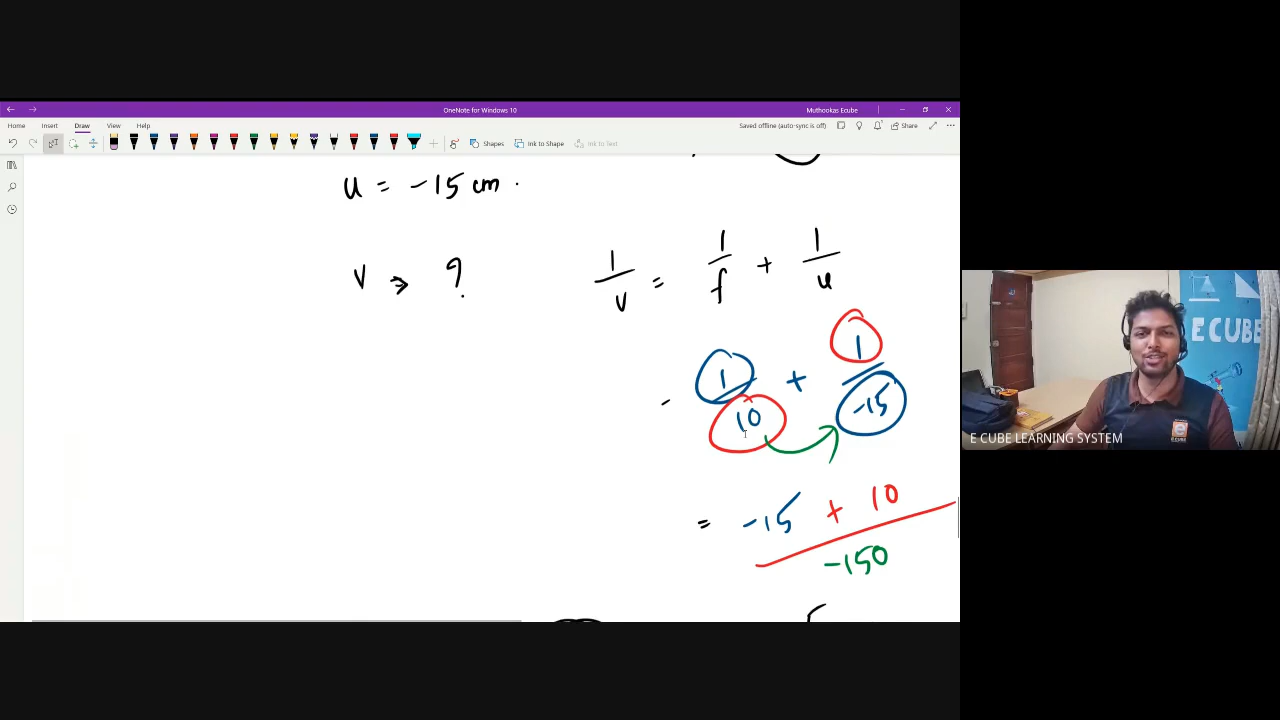 OneNote for Windows 10
Muthookas Ecube
Home Insert Draw View Help
Saved offline (auto-sync is off)
Share
Shapes
Ink to Shape
Ink to Text
u = -15 cm.
v ⇒ ?
1/v = 1/f + 1/u
- 1/10 + 1/-15
= -15 + 10 / -150
E CUBE
E CUBE LEARNING SYSTEM